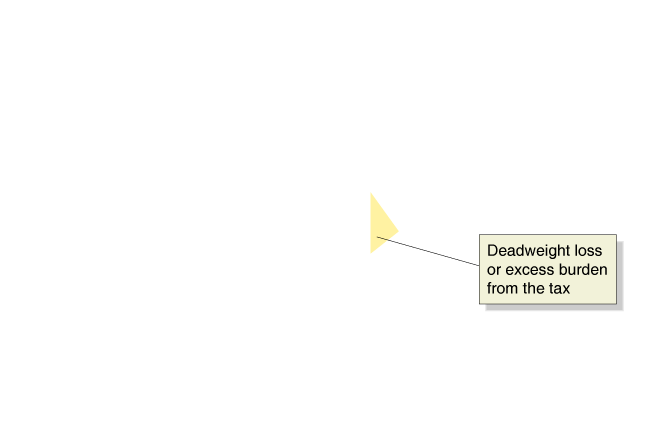 Deadweight loss
or excess burden
from the tax